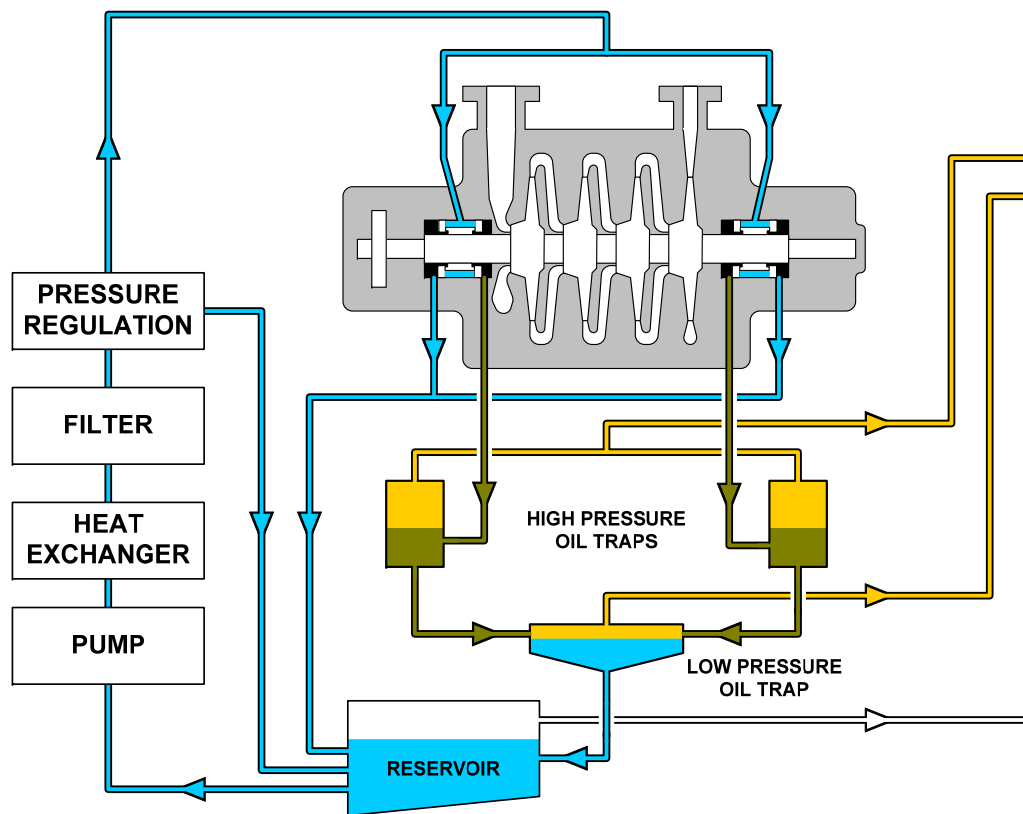 PRESSURE
REGULATION
FILTER
HEAT
EXCHANGER
PUMP
HIGH PRESSURE
OIL TRAPS
LOW PRESSURE
OIL TRAP
RESERVOIR